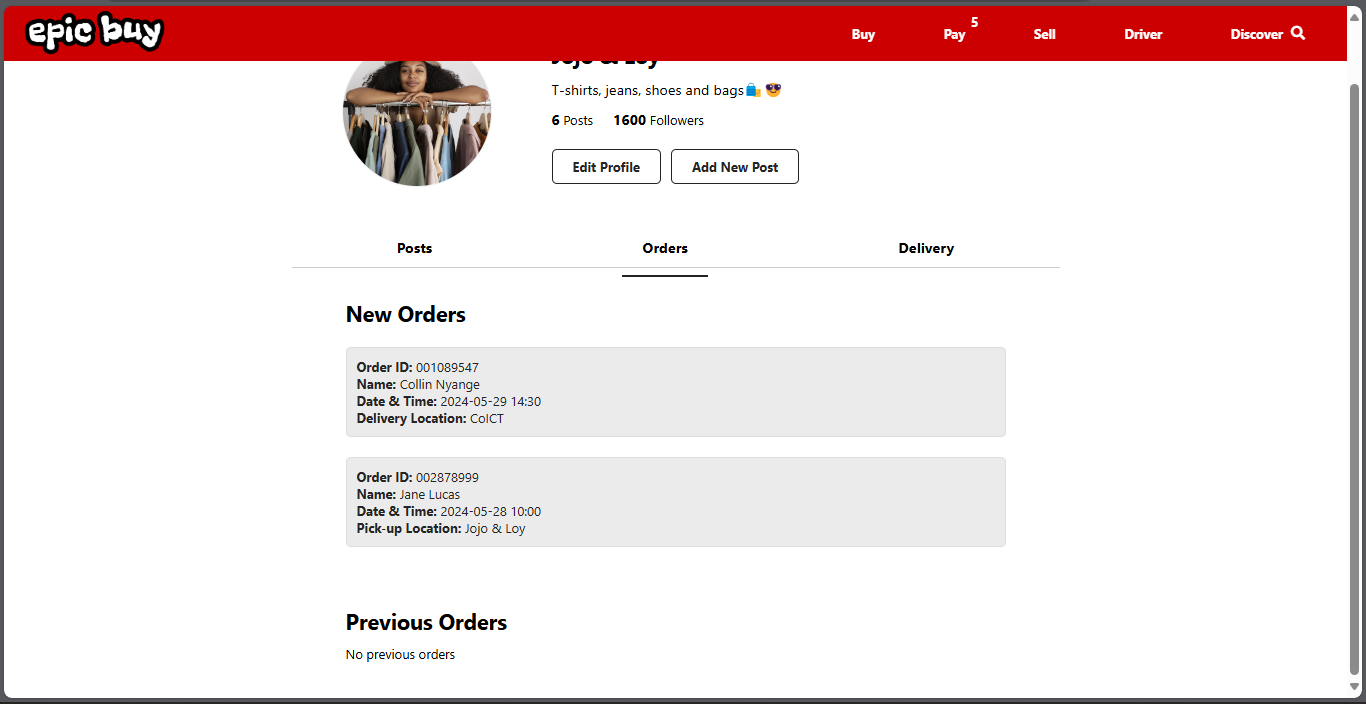 epic buy
Buy
Pay 5
Sell
Driver
Discover
Jojo & Loy
T-shirts, jeans, shoes and bags🛍️ 😎
6 Posts 1600 Followers
Edit Profile
Add New Post
Posts
Orders
Delivery
New Orders
Order ID: 001089547
Name: Collin Nyange
Date & Time: 2024-05-29 14:30
Delivery Location: CoICT
Order ID: 002878999
Name: Jane Lucas
Date & Time: 2024-05-28 10:00
Pick-up Location: Jojo & Loy
Previous Orders
No previous orders